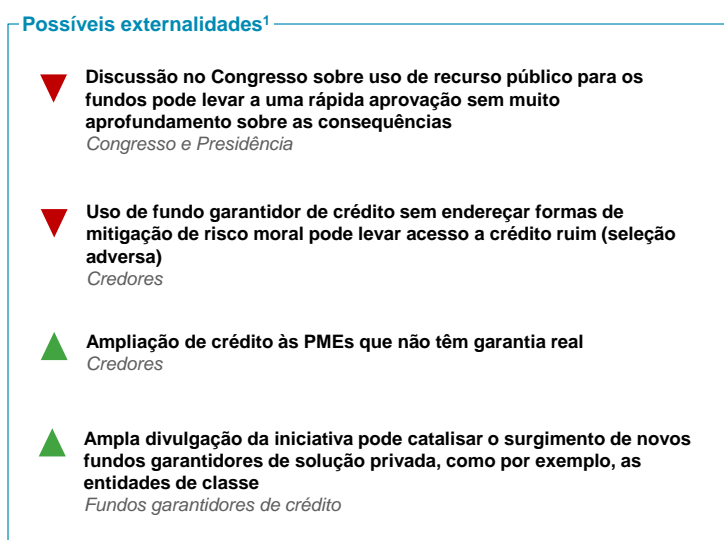 Possíveis externalidades¹
Discussão no Congresso sobre uso de recurso público para os
fundos pode levar a uma rápida aprovação sem muito
aprofundamento sobre as consequências
Congresso e Presidência
Uso de fundo garantidor de crédito sem endereçar formas de
mitigação de risco moral pode levar acesso a crédito ruim (seleção
adversa)
Credores
Ampliação de crédito às PMEs que não têm garantia real
Credores
Ampla divulgação da iniciativa pode catalisar o surgimento de novos
fundos garantidores de solução privada, como por exemplo, as
entidades de classe
Fundos garantidores de crédito